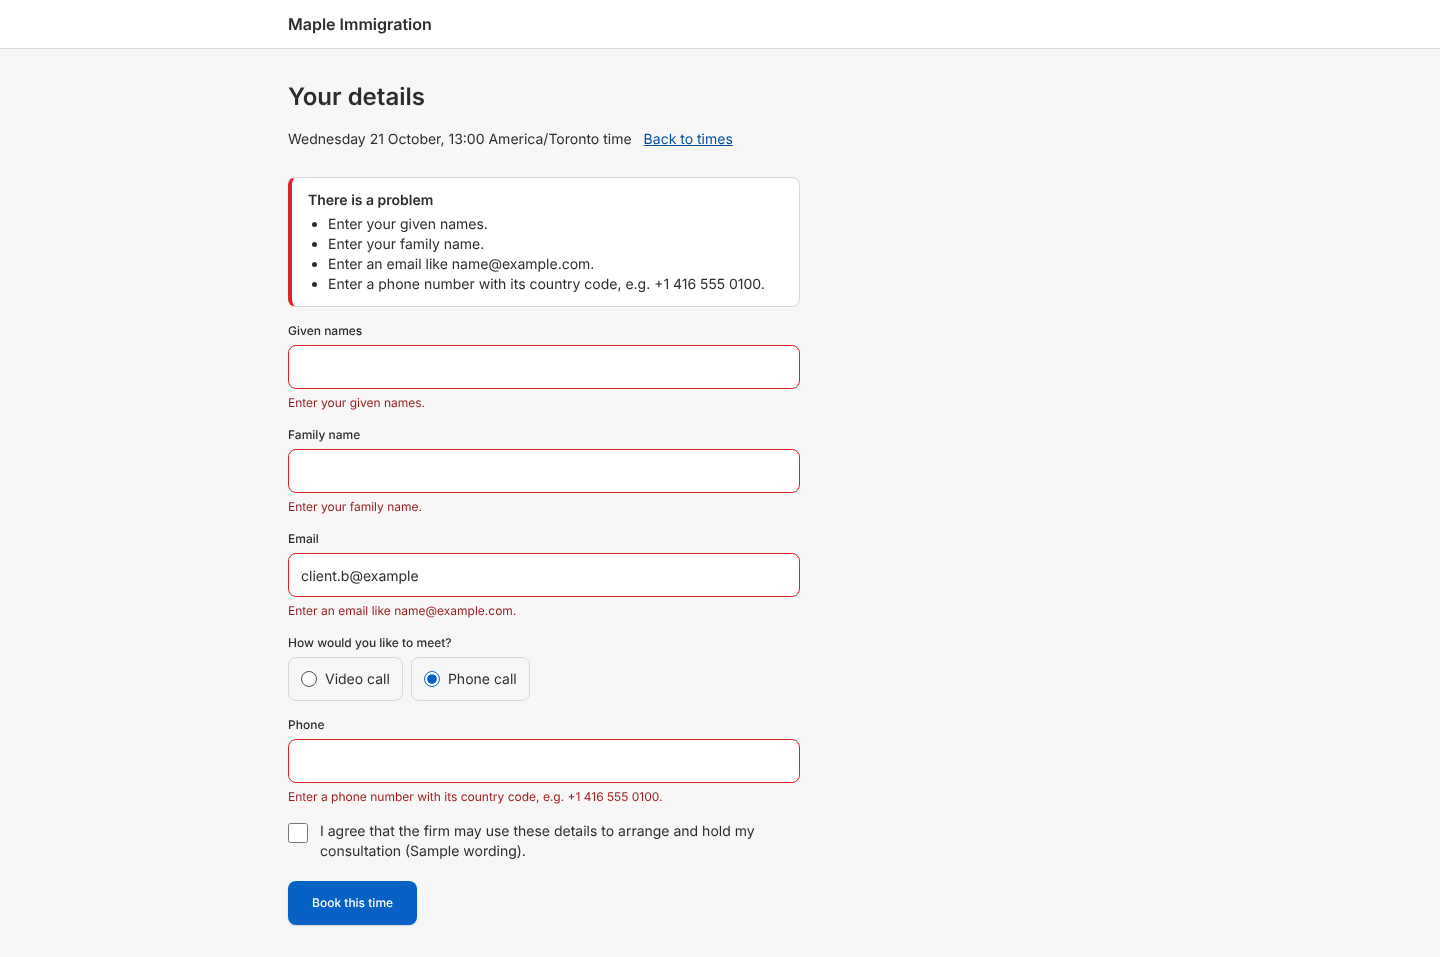 Maple Immigration
Your details
Wednesday 21 October, 13:00 America/Toronto time Back to times
There is a problem
Enter your given names.
Enter your family name.
Enter an email like name@example.com.
Enter a phone number with its country code, e.g. +1 416 555 0100.
Given names
Enter your given names.
Family name
Enter your family name.
Email
client.b@example
Enter an email like name@example.com.
How would you like to meet?
Video call Phone call
Phone
Enter a phone number with its country code, e.g. +1 416 555 0100.
I agree that the firm may use these details to arrange and hold my
consultation (Sample wording).
Book this time